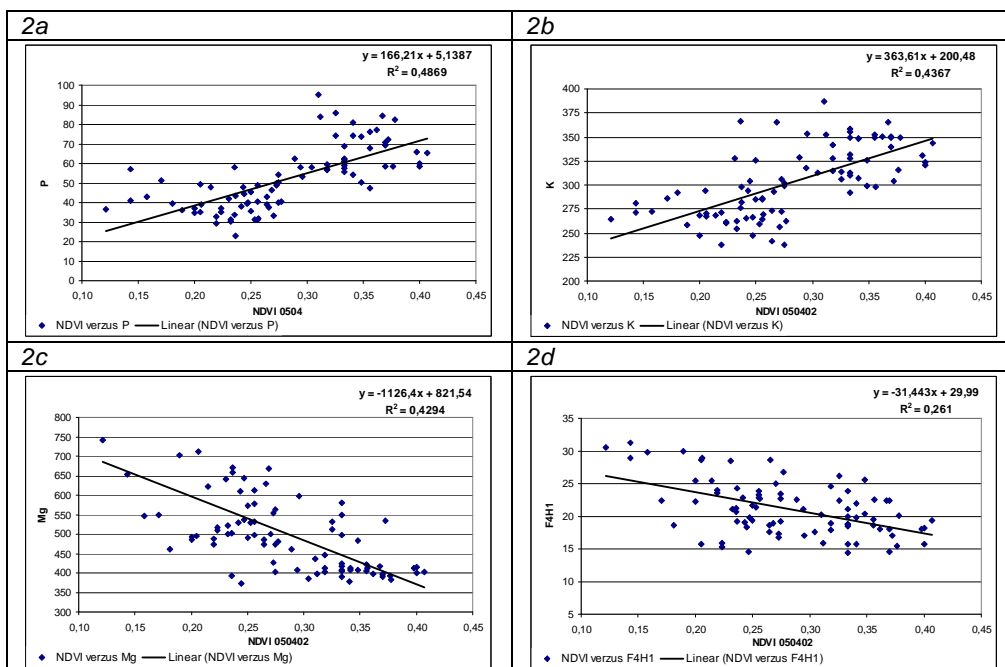 2a
y = 166,21x + 5,1387
R² = 0,4869
100
90
80
70
60
50
40
30
20
10
0
P
0,10 0,15 0,20 0,25 0,30 0,35 0,40 0,45
NDVI 0504
NDVI verzus P) Linear (NDVI verzus P)
2b
y = 363,61x + 200,48
R² = 0,4367
400
375
350
325
300
275
250
225
200
K
0,10 0,15 0,20 0,25 0,30 0,35 0,40 0,45
NDVI 050402
NDVI versus K Linear (NDVI verzus K)
2c
y = -1126,4x + 821,54
R² = 0,4294
800
750
700
650
600
550
500
450
400
350
300
Mg
0,10 0,15 0,20 0,25 0,30 0,35 0,40 0,45
NDVI 050402
NDVI versus Mg Linear (NDVI verzus Mg)
2d
y = -31,443x + 29,99
R² = 0,261
35
30
25
20
15
10
5
F4H1
0,10 0,15 0,20 0,25 0,30 0,35 0,40 0,45
NDVI 050402
NDVI versus F4H1 Linear (NDVI versus F4H1)